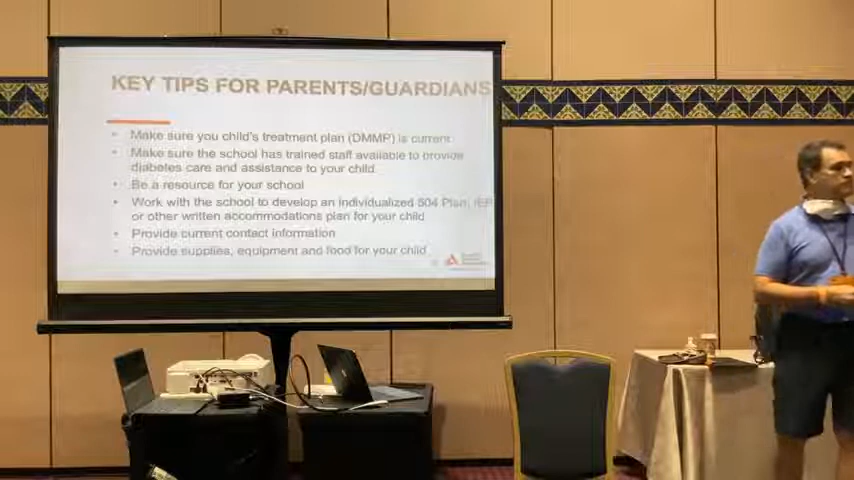 KEY TIPS FOR PARENTS/GUARDIANS
Make sure you child's treatment plan (DMMP) is current
Make sure the school has trained staff available to provide
diabetes care and assistance to your child
Be a resource for your school
Work with the school to develop an individualized 504 Plan, IEP
or other written accommodations plan for your child
Provide current contact information
Provide supplies, equipment and food for your child